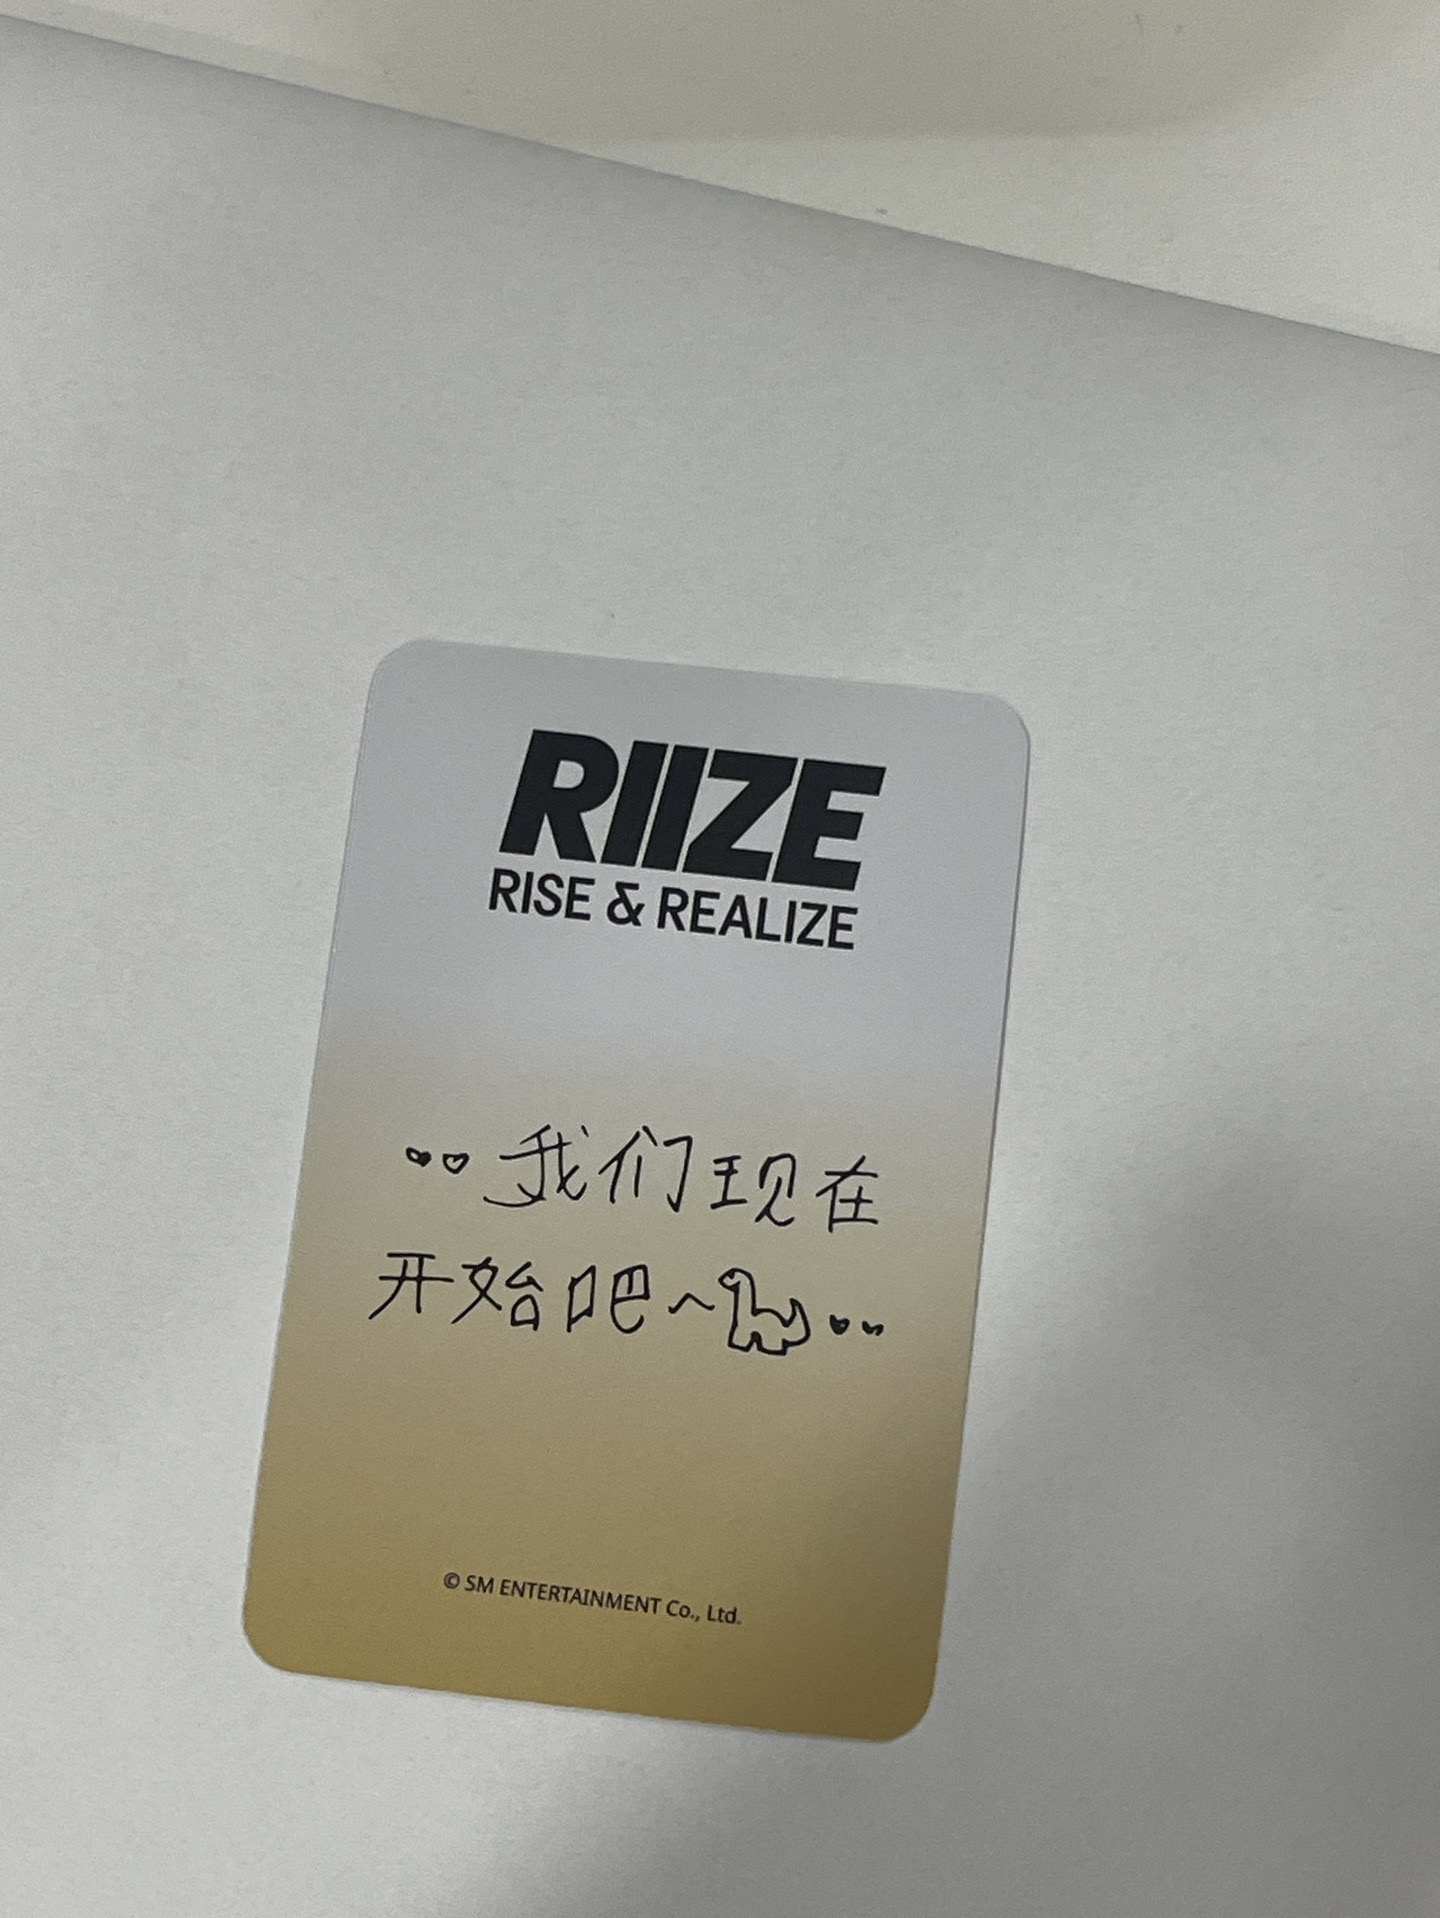 RIIZE
RISE & REALIZE
我们现在
开始吧~
© SM ENTERTAINMENT Co., Ltd.